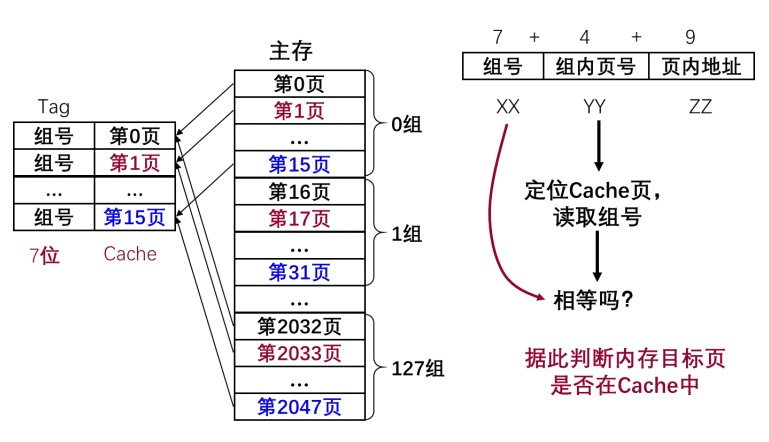 Tag
组号 第0页
组号 第1页
... ...
组号 第15页
7位 Cache
主存
第0页
第1页
...
第15页
第16页
第17页
...
第31页
...
第2032页
第2033页
...
第2047页
0组
1组
127组
7 + 4 + 9
组号 组内页号 页内地址
XX YY ZZ
定位Cache页，
读取组号
相等吗？
据此判断内存目标页
是否在Cache中